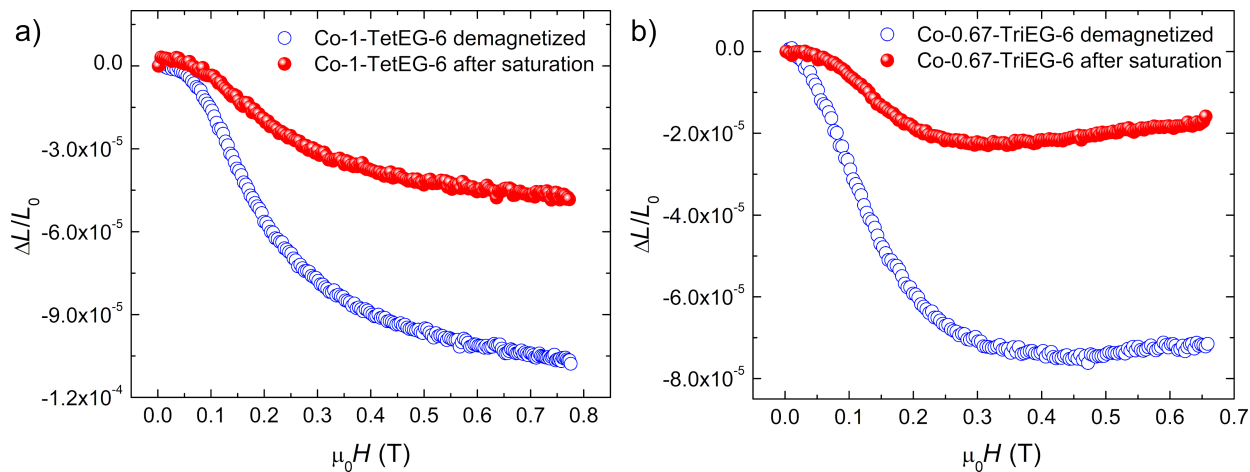 a)
Co-1-TetEG-6 demagnetized
Co-1-TetEG-6 after saturation
0.0
-3.0x10⁻⁵
-6.0x10⁻⁵
-9.0x10⁻⁵
-1.2x10⁻⁴
ΔL/L₀
0.0 0.1 0.2 0.3 0.4 0.5 0.6 0.7 0.8
μ₀H (T)
b)
Co-0.67-TriEG-6 demagnetized
Co-0.67-TriEG-6 after saturation
0.0
-2.0x10⁻⁵
-4.0x10⁻⁵
-6.0x10⁻⁵
-8.0x10⁻⁵
ΔL/L₀
0.0 0.1 0.2 0.3 0.4 0.5 0.6 0.7
μ₀H (T)